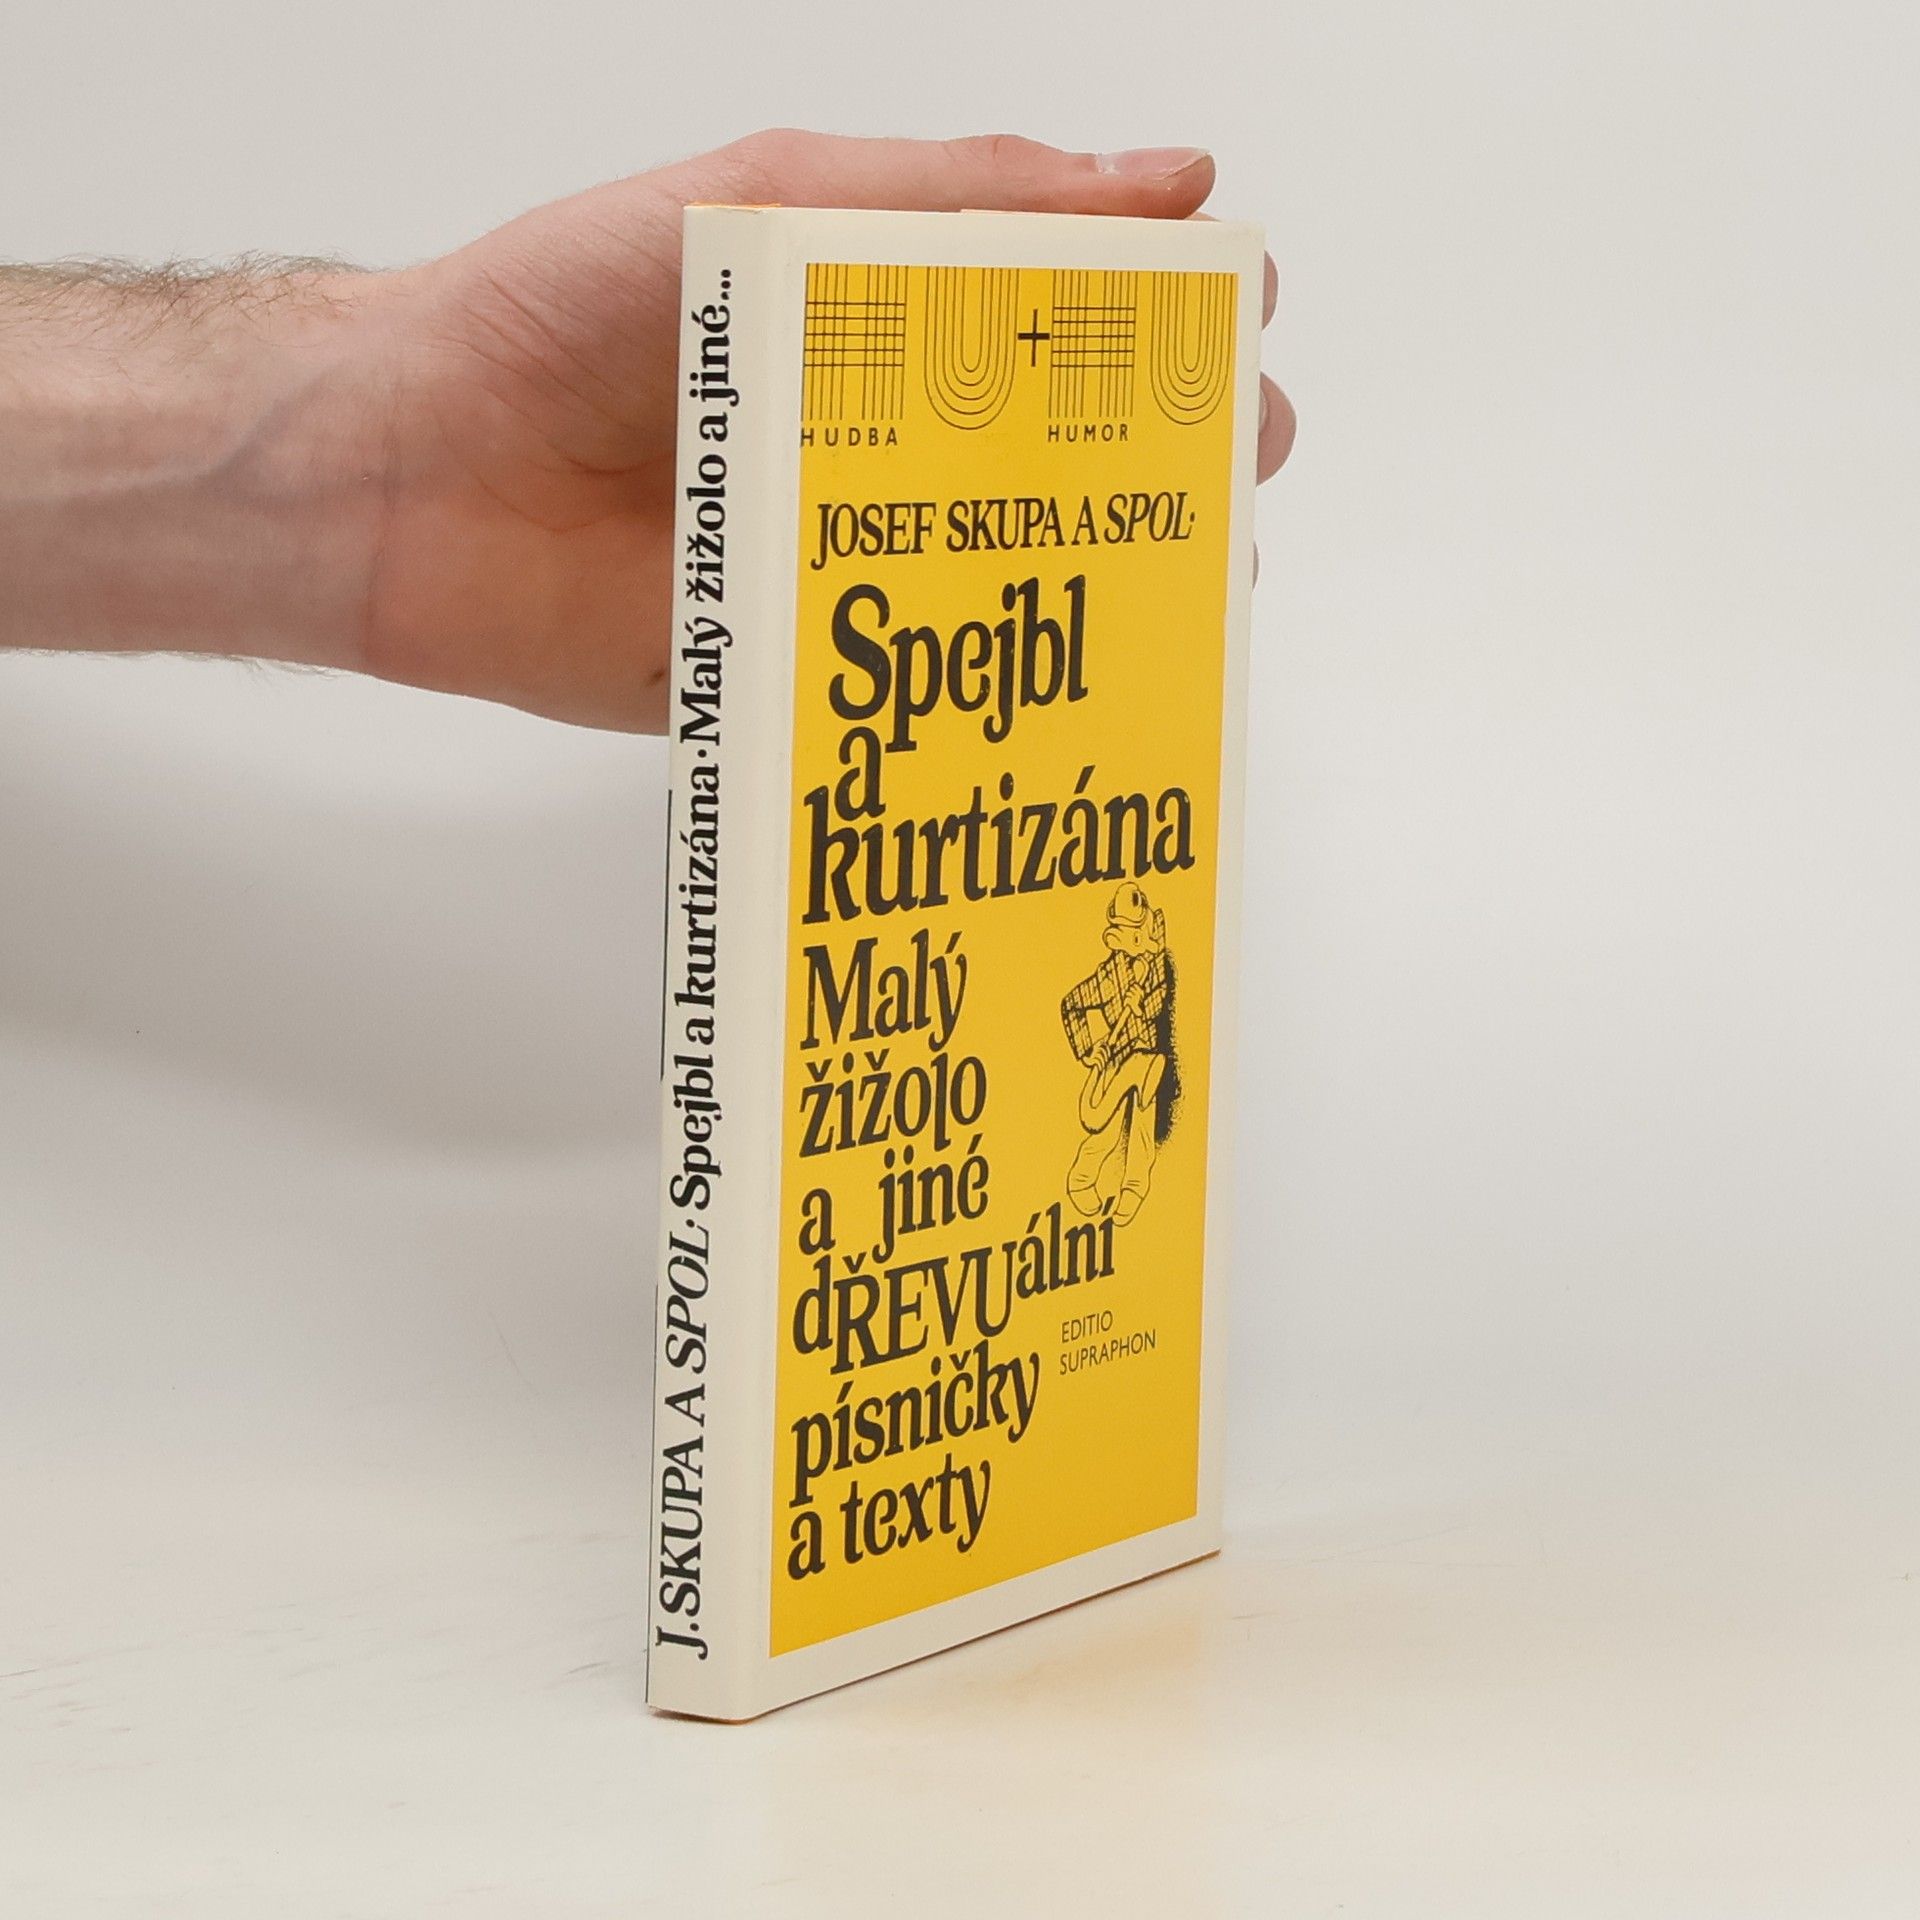 J. SKUPA A SPOL: Spejbl a kurtizána · Malý žižolo a jiné...
HU+HU
HUDBA HUMOR
JOSEF SKUPA A SPOL:
Spejbl
a
kurtizána
Malý
žižolo
a jiné
dŘEVUální
písničky
a texty
EDITIO
SUPRAPHON